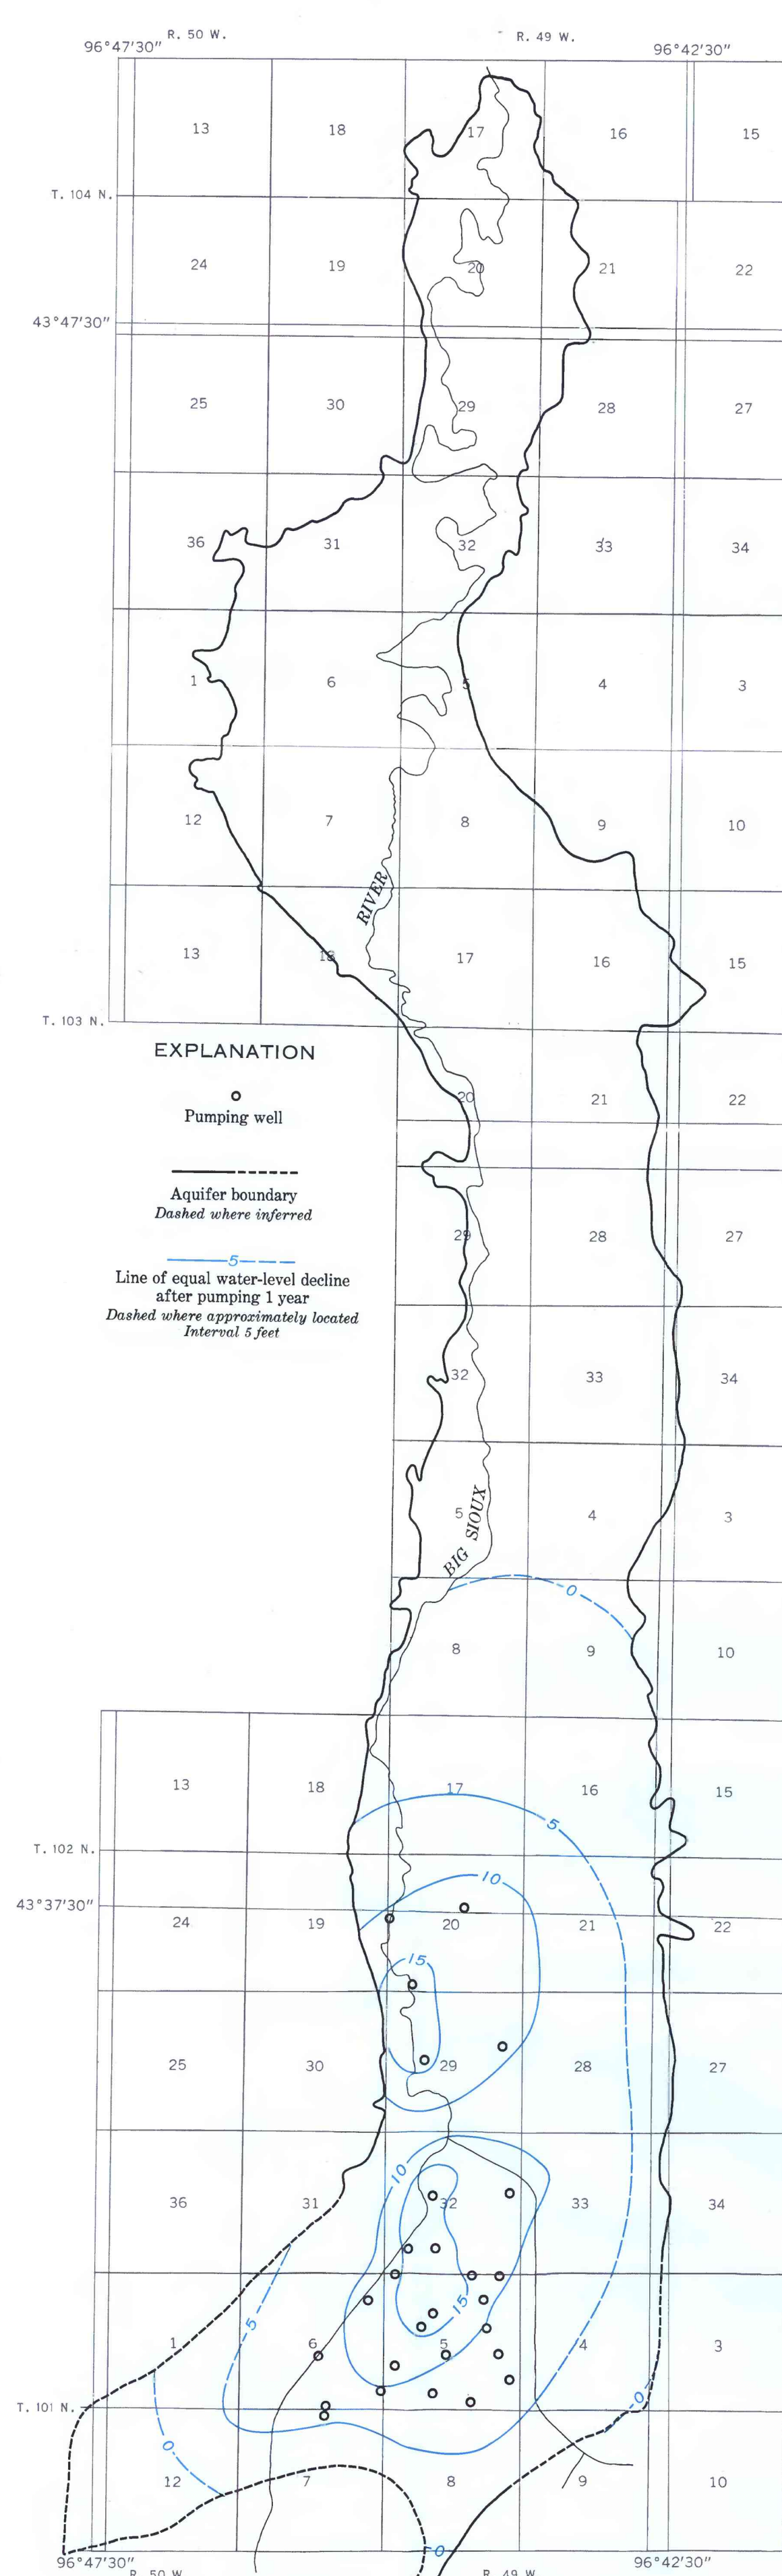 R. 50 W.
R. 49 W.
96°47'30"
96°42'30"
13 18 17 16 15
T. 104 N.
24 19 20 21 22
43°47'30"
25 30 29 28 27
36 31 32 33 34
1 6 5 4 3
12 7 8 9 10
RIVER
13 18 17 16 15
T. 103 N.
EXPLANATION
Pumping well
Aquifer boundary
Dashed where inferred
5
Line of equal water-level decline
after pumping 1 year
Dashed where approximately located
Interval 5 feet
20 21 22
29 28 27
32 33 34
5 4 3
BIG SIOUX
0
8 9 10
13 18 17 16 15
5
T. 102 N.
10
43°37'30"
24 19 20 21 22
15
25 30 29 28 27
10
36 31 32 33 34
15
5
1 6 5 4 3
0
T. 101 N.
0
12 7 8 9 10
0
96°47'30"
96°42'30"
R. 50 W.
R. 49 W.